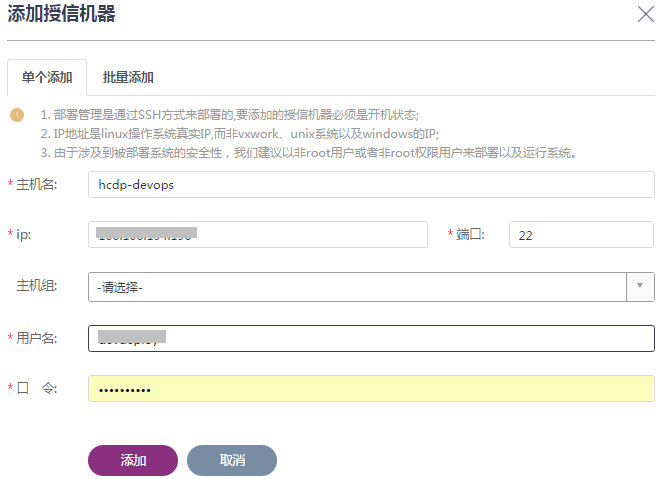 添加授信机器
单个添加 批量添加
1. 部署管理是通过SSH方式来部署的,要添加的授信机器必须是开机状态;
2. IP地址是linux操作系统真实IP,而非vxwork、unix系统以及windows的IP;
3. 由于涉及到被部署系统的安全性，我们建议以非root用户或者非root权限用户来部署以及运行系统。
* 主机名: hcdp-devops
* ip: * 端口: 22
主机组: -请选择-
* 用户名:
* 口 令: ••••••••••
添加 取消